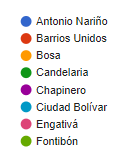 Antonio Nariño
Barrios Unidos
Bosa
Candelaria
Chapinero
Ciudad Bolívar
Engativá
Fontibón